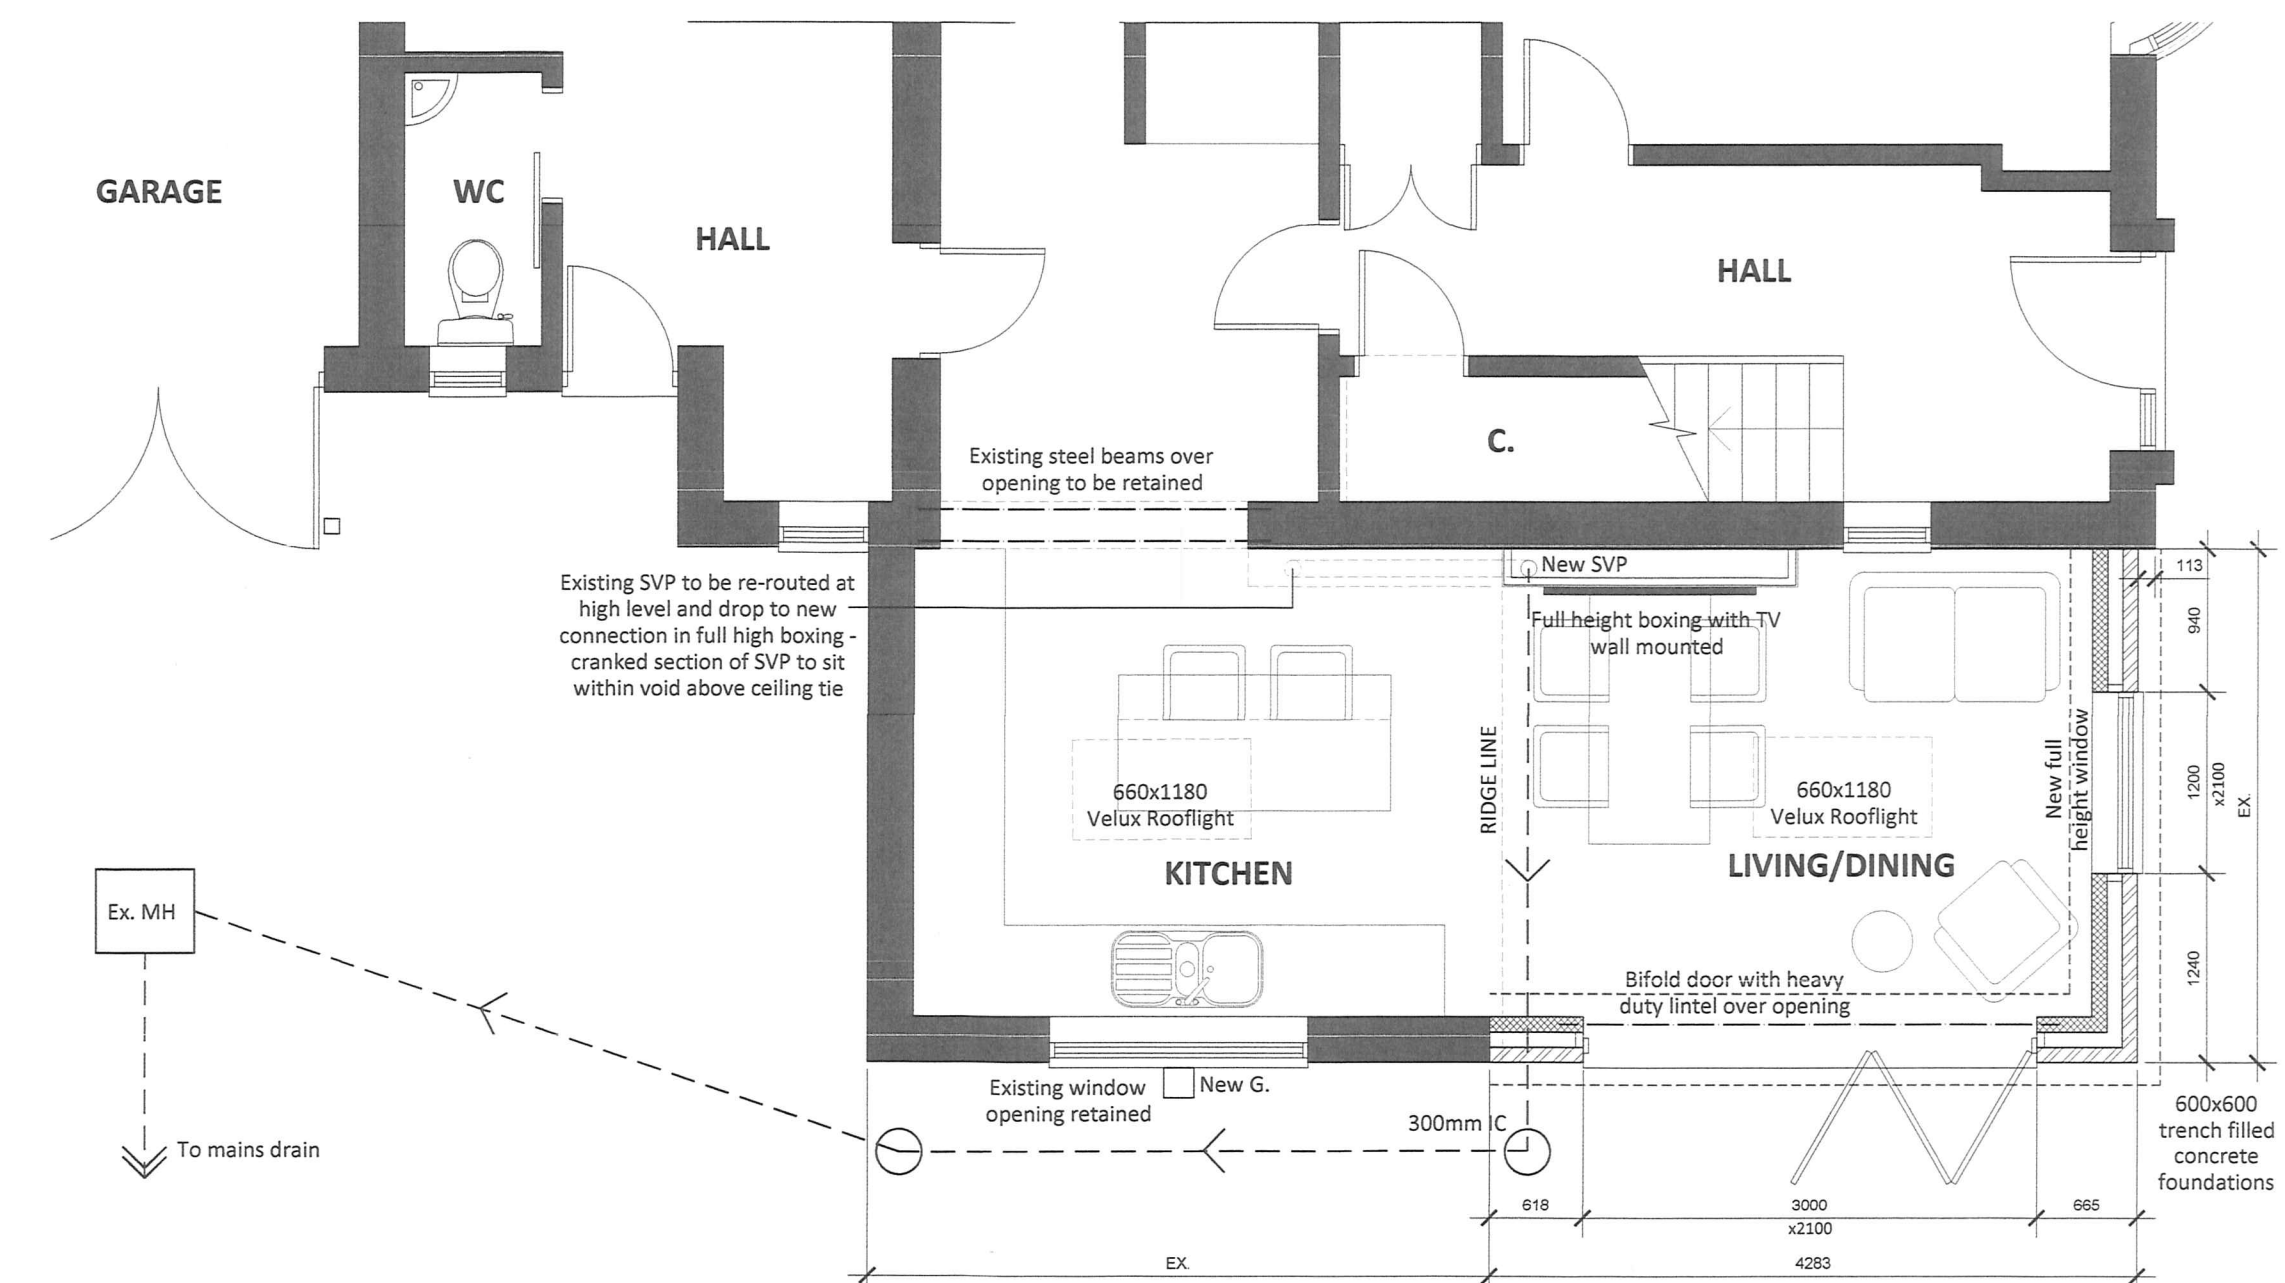 GARAGE
WC
HALL
HALL
C.
Existing steel beams over
opening to be retained
Existing SVP to be re-routed at
high level and drop to new
connection in full high boxing -
cranked section of SVP to sit
within void above ceiling tie
New SVP
Full height boxing with TV
wall mounted
113
940
1200
x2100
EX.
1240
New full
height window
RIDGE LINE
660x1180
Velux Rooflight
660x1180
Velux Rooflight
KITCHEN
LIVING/DINING
Ex. MH
Bifold door with heavy
duty lintel over opening
Existing window
opening retained
New G.
300mm IC
To mains drain
600x600
trench filled
concrete
foundations
618
3000
x2100
665
EX.
4283